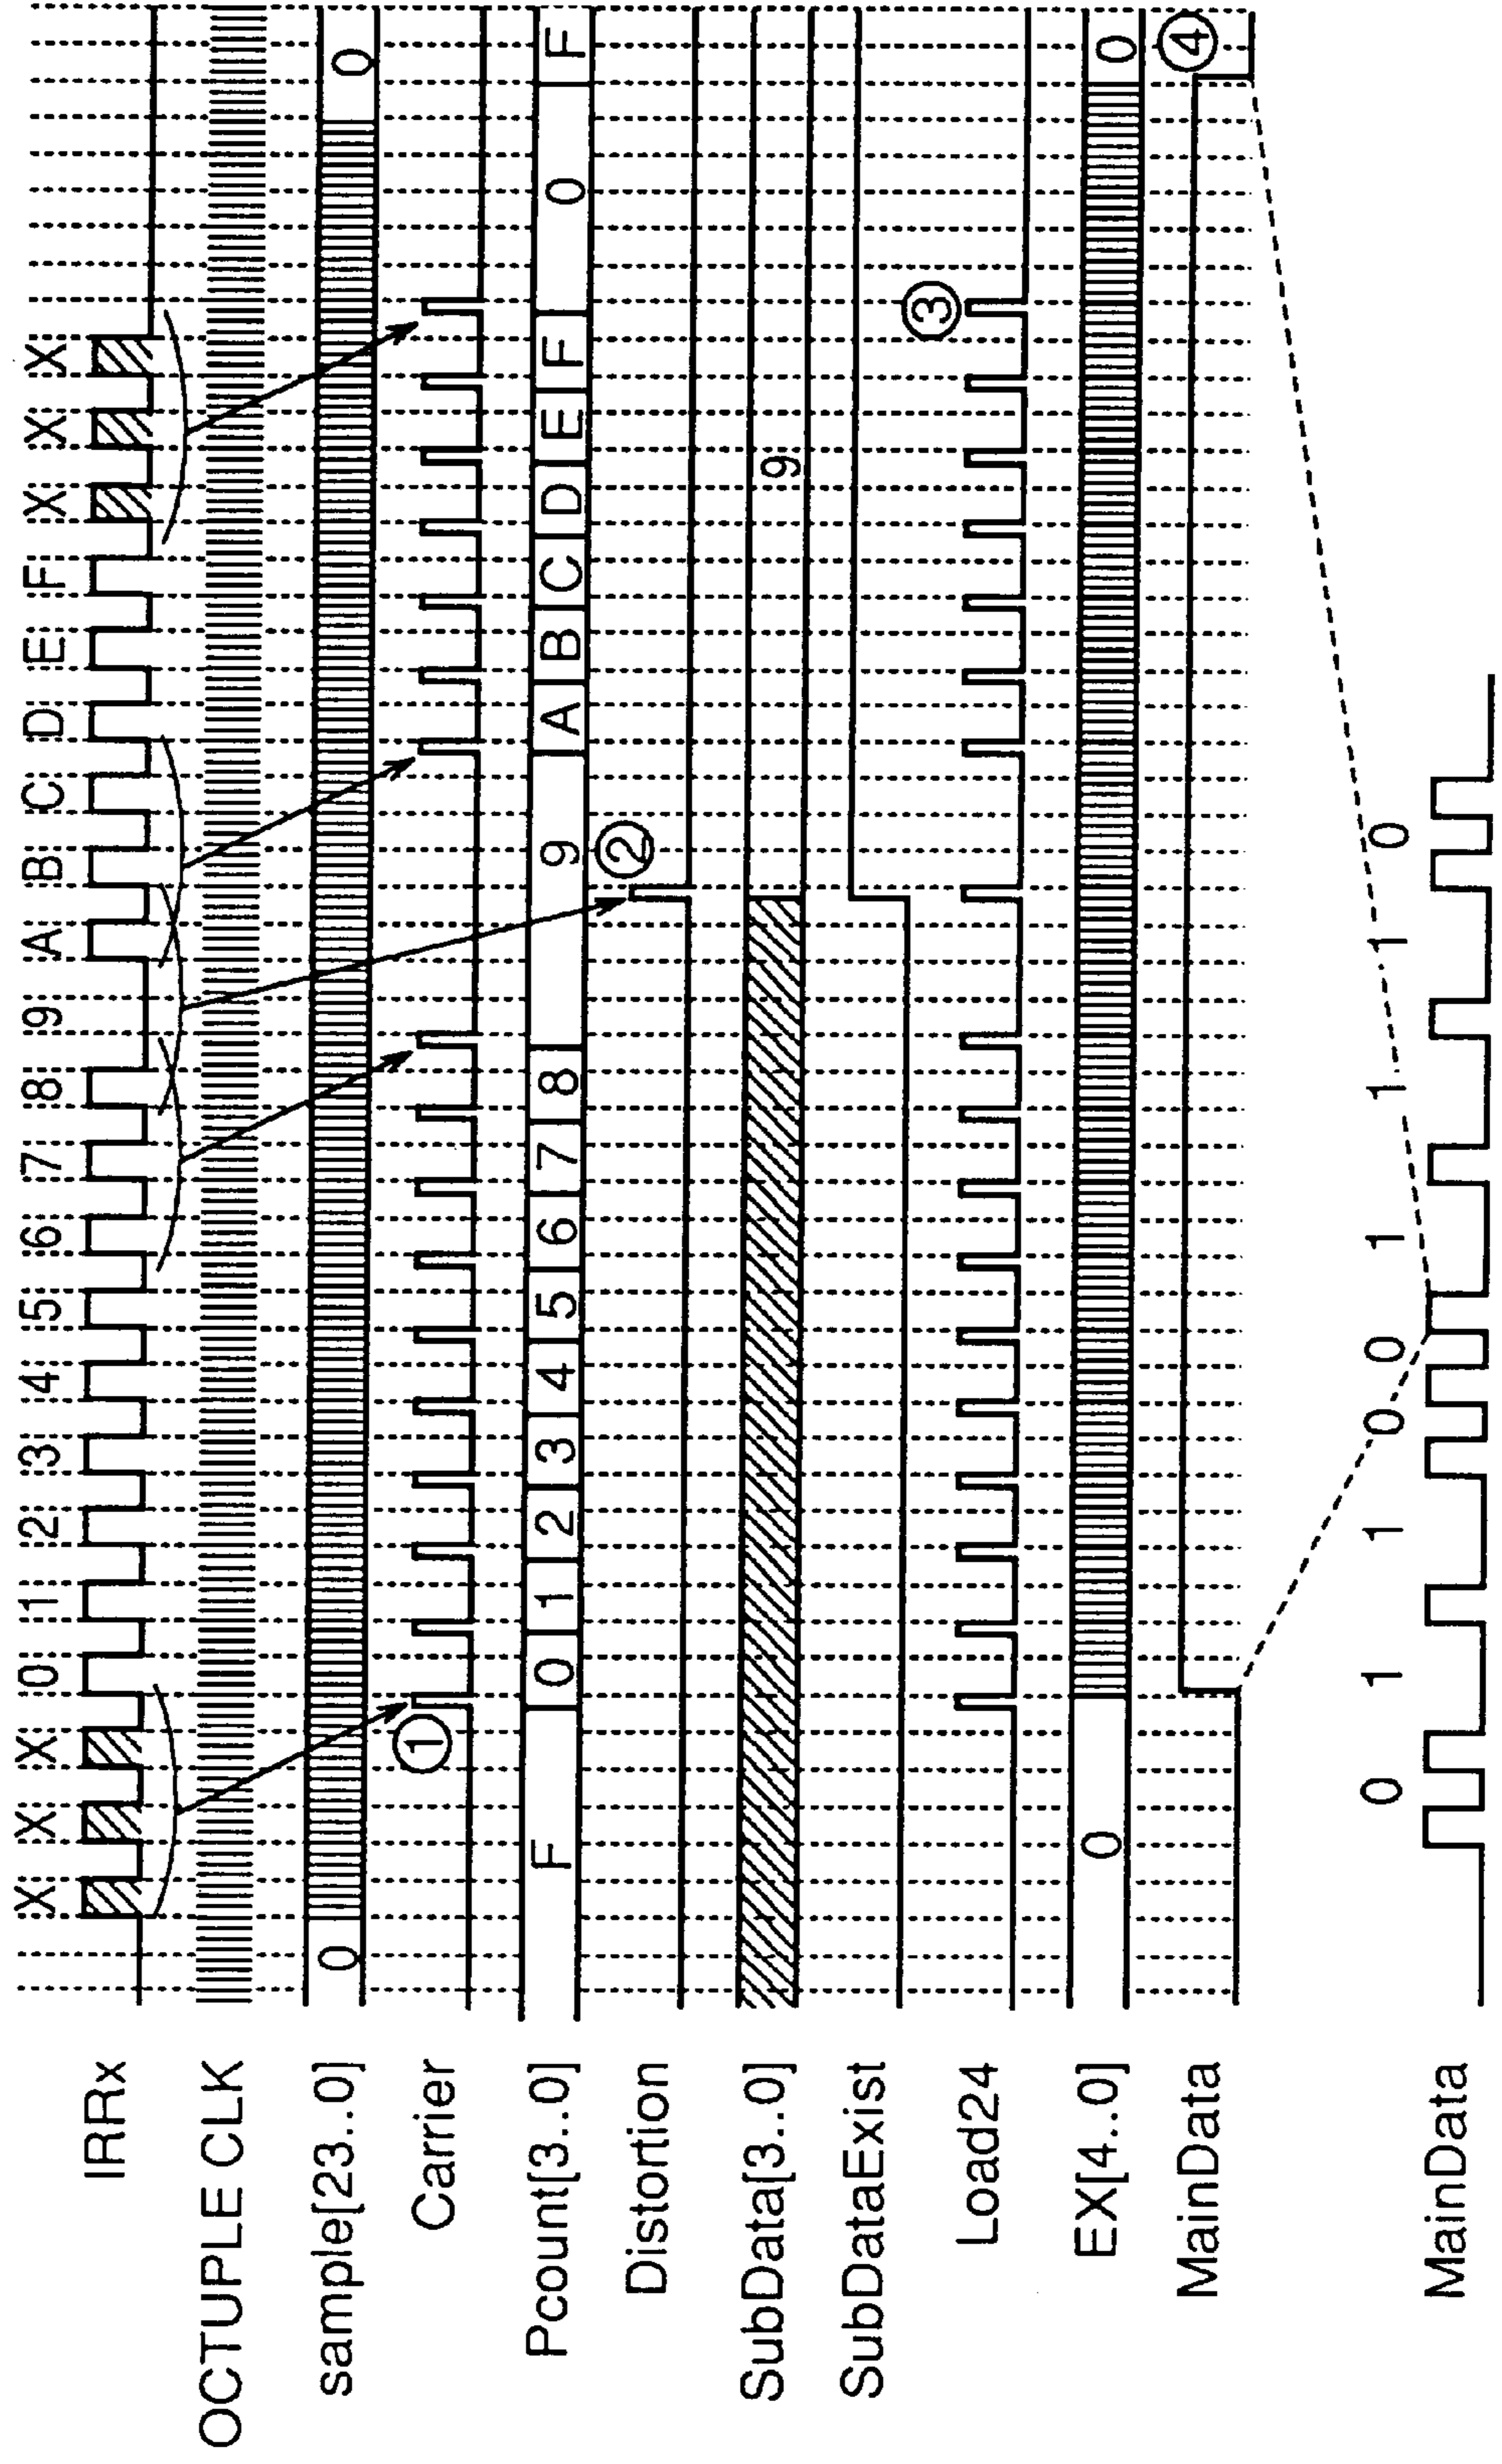 IRRx X X X 0 1 2 3 4 5 6 7 8 9 A B C D E F X X X
OCTUPLE CLK
sample[23..0] 0 0
Carrier ①
Pcount[3..0] F 0 1 2 3 4 5 6 7 8 9 A B C D E F 0 F
Distortion ②
SubData[3..0] 9
SubDataExist
Load24 ③
EX[4..0] 0 0
MainData ④
0 1 1 0 0 1 1 1 0
MainData